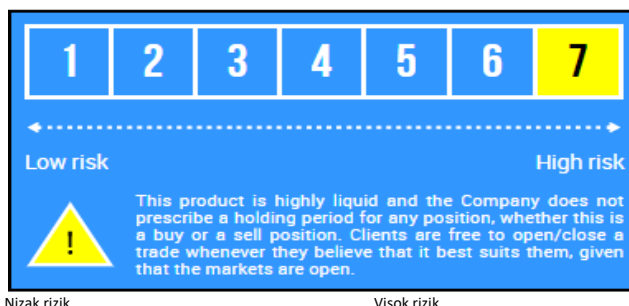 1 2 3 4 5 6 7
Low risk High risk
!
This product is highly liquid and the Company does not
prescribe a holding period for any position, whether this is
a buy or a sell position. Clients are free to open/close a
trade whenever they believe that it best suits them, given
that the markets are open.
Nizak rizik Visok rizik